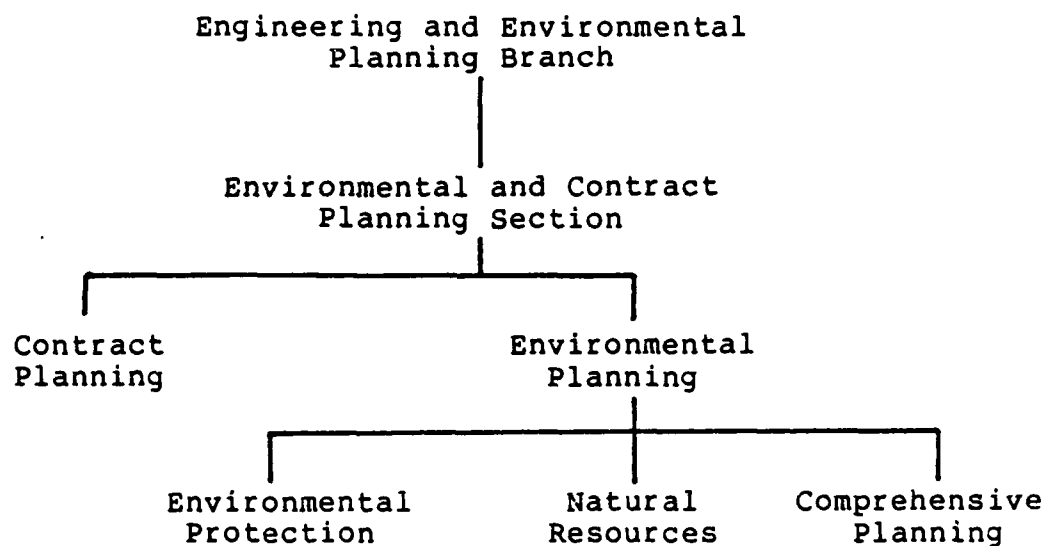 Engineering and Environmental
Planning Branch
Environmental and Contract
Planning Section
Contract
Planning
Environmental
Planning
Environmental
Protection
Natural
Resources
Comprehensive
Planning